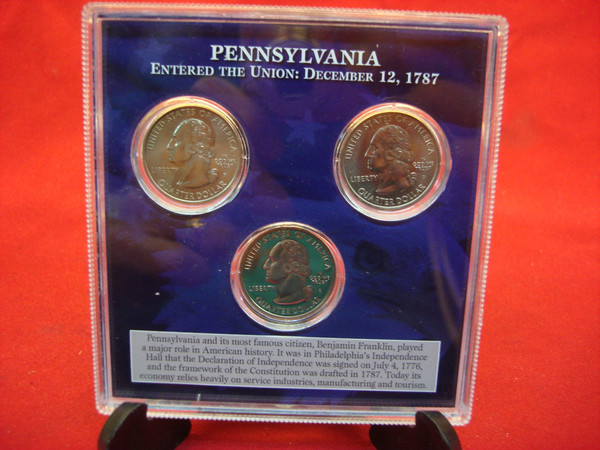 PENNSYLVANIA
ENTERED THE UNION: DECEMBER 12, 1787
UNITED STATES OF AMERICA
LIBERTY
QUARTER DOLLAR
UNITED STATES OF AMERICA
LIBERTY
QUARTER DOLLAR
UNITED STATES OF AMERICA
LIBERTY
QUARTER DOLLAR
Pennsylvania and its most famous citizen, Benjamin Franklin, played
a major role in American history. It was in Philadelphia's Independence
Hall that the Declaration of Independence was signed on July 4, 1776,
and the framework of the Constitution was drafted in 1787. Today its
economy relies heavily on service industries, manufacturing and tourism.